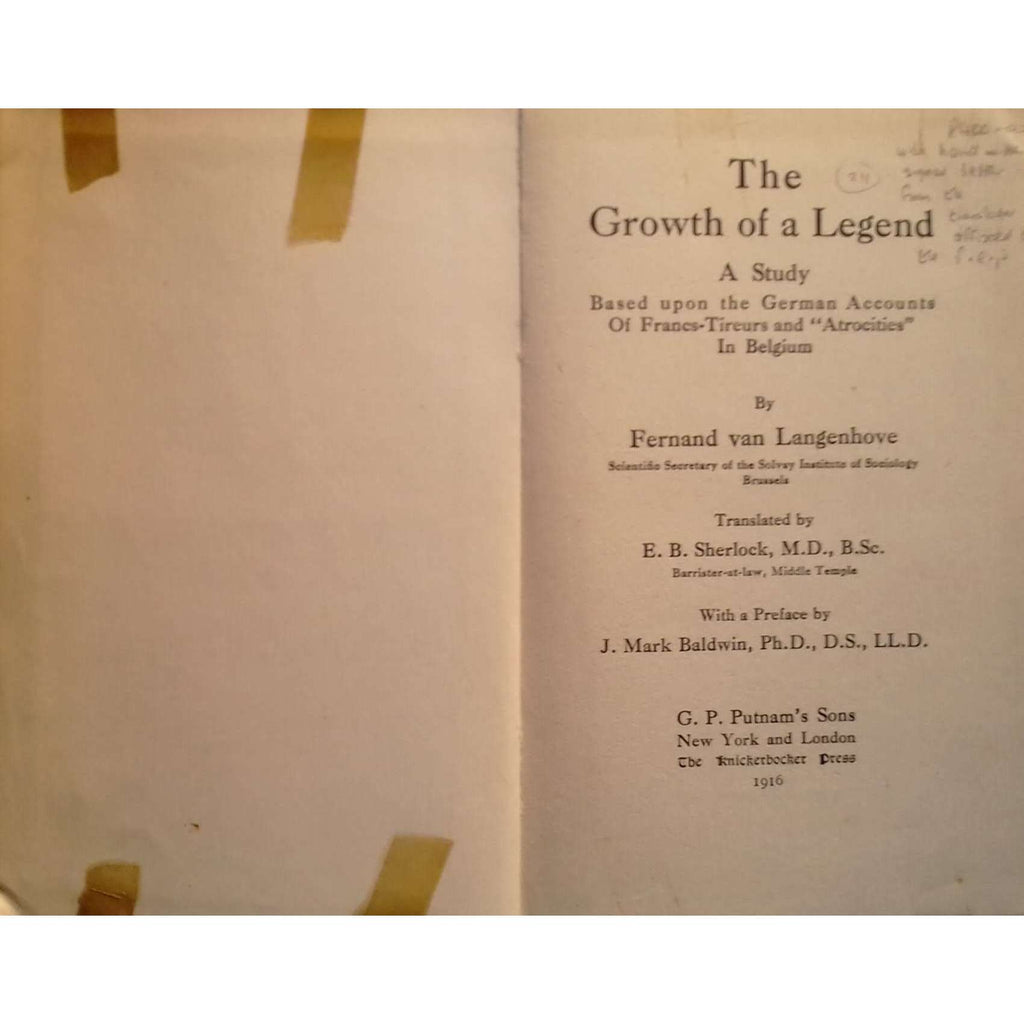 The
Growth of a Legend
A Study
Based upon the German Accounts
Of Francs-Tireurs and "Atrocities"
In Belgium
By
Fernand van Langenhove
Scientific Secretary of the Solvay Institute of Sociology
Brussels
Translated by
E. B. Sherlock, M.D., B.Sc.
Barrister-at-law, Middle Temple
With a Preface by
J. Mark Baldwin, Ph.D., D.S., LL.D.
G. P. Putnam's Sons
New York and London
The Knickerbocker Press
1916